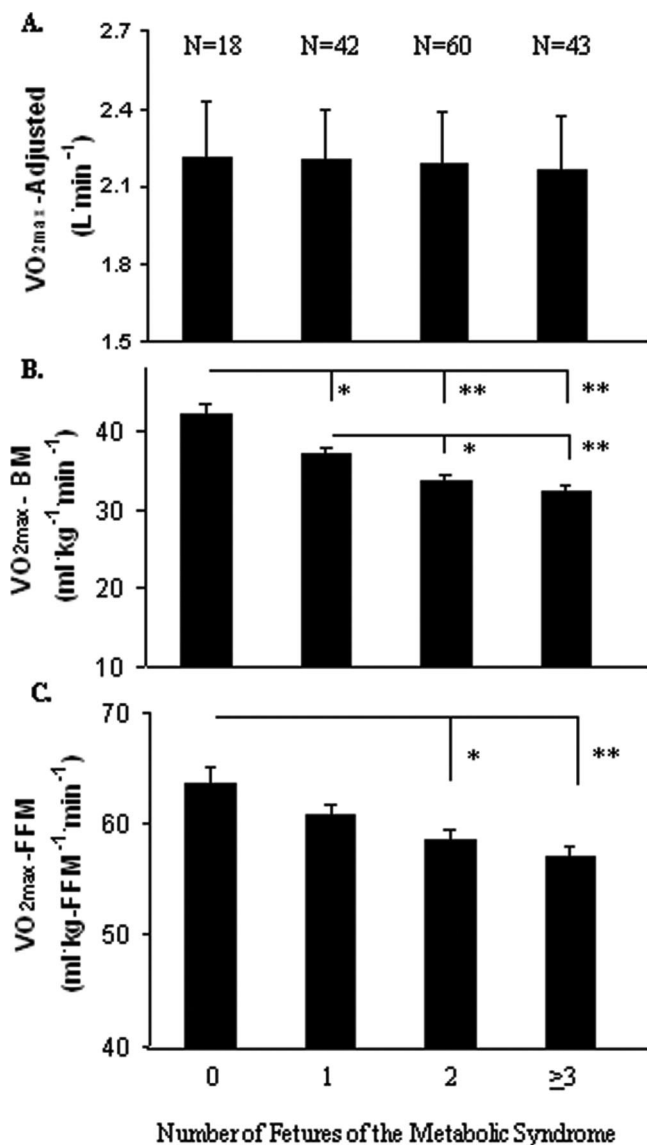 A.
2.7
N=18 N=42 N=60 N=43
2.4
2.1
1.8
1.5
VO₂max-Adjusted
(L·min⁻¹)
B.
* ** **
* **
40
30
20
10
VO₂max - BM
(ml·kg⁻¹·min⁻¹)
C.
70
* **
60
50
40
VO₂max-FFM
(ml·kg-FFM⁻¹·min⁻¹)
0 1 2 ≥3
Number of Fetures of the Metabolic Syndrome